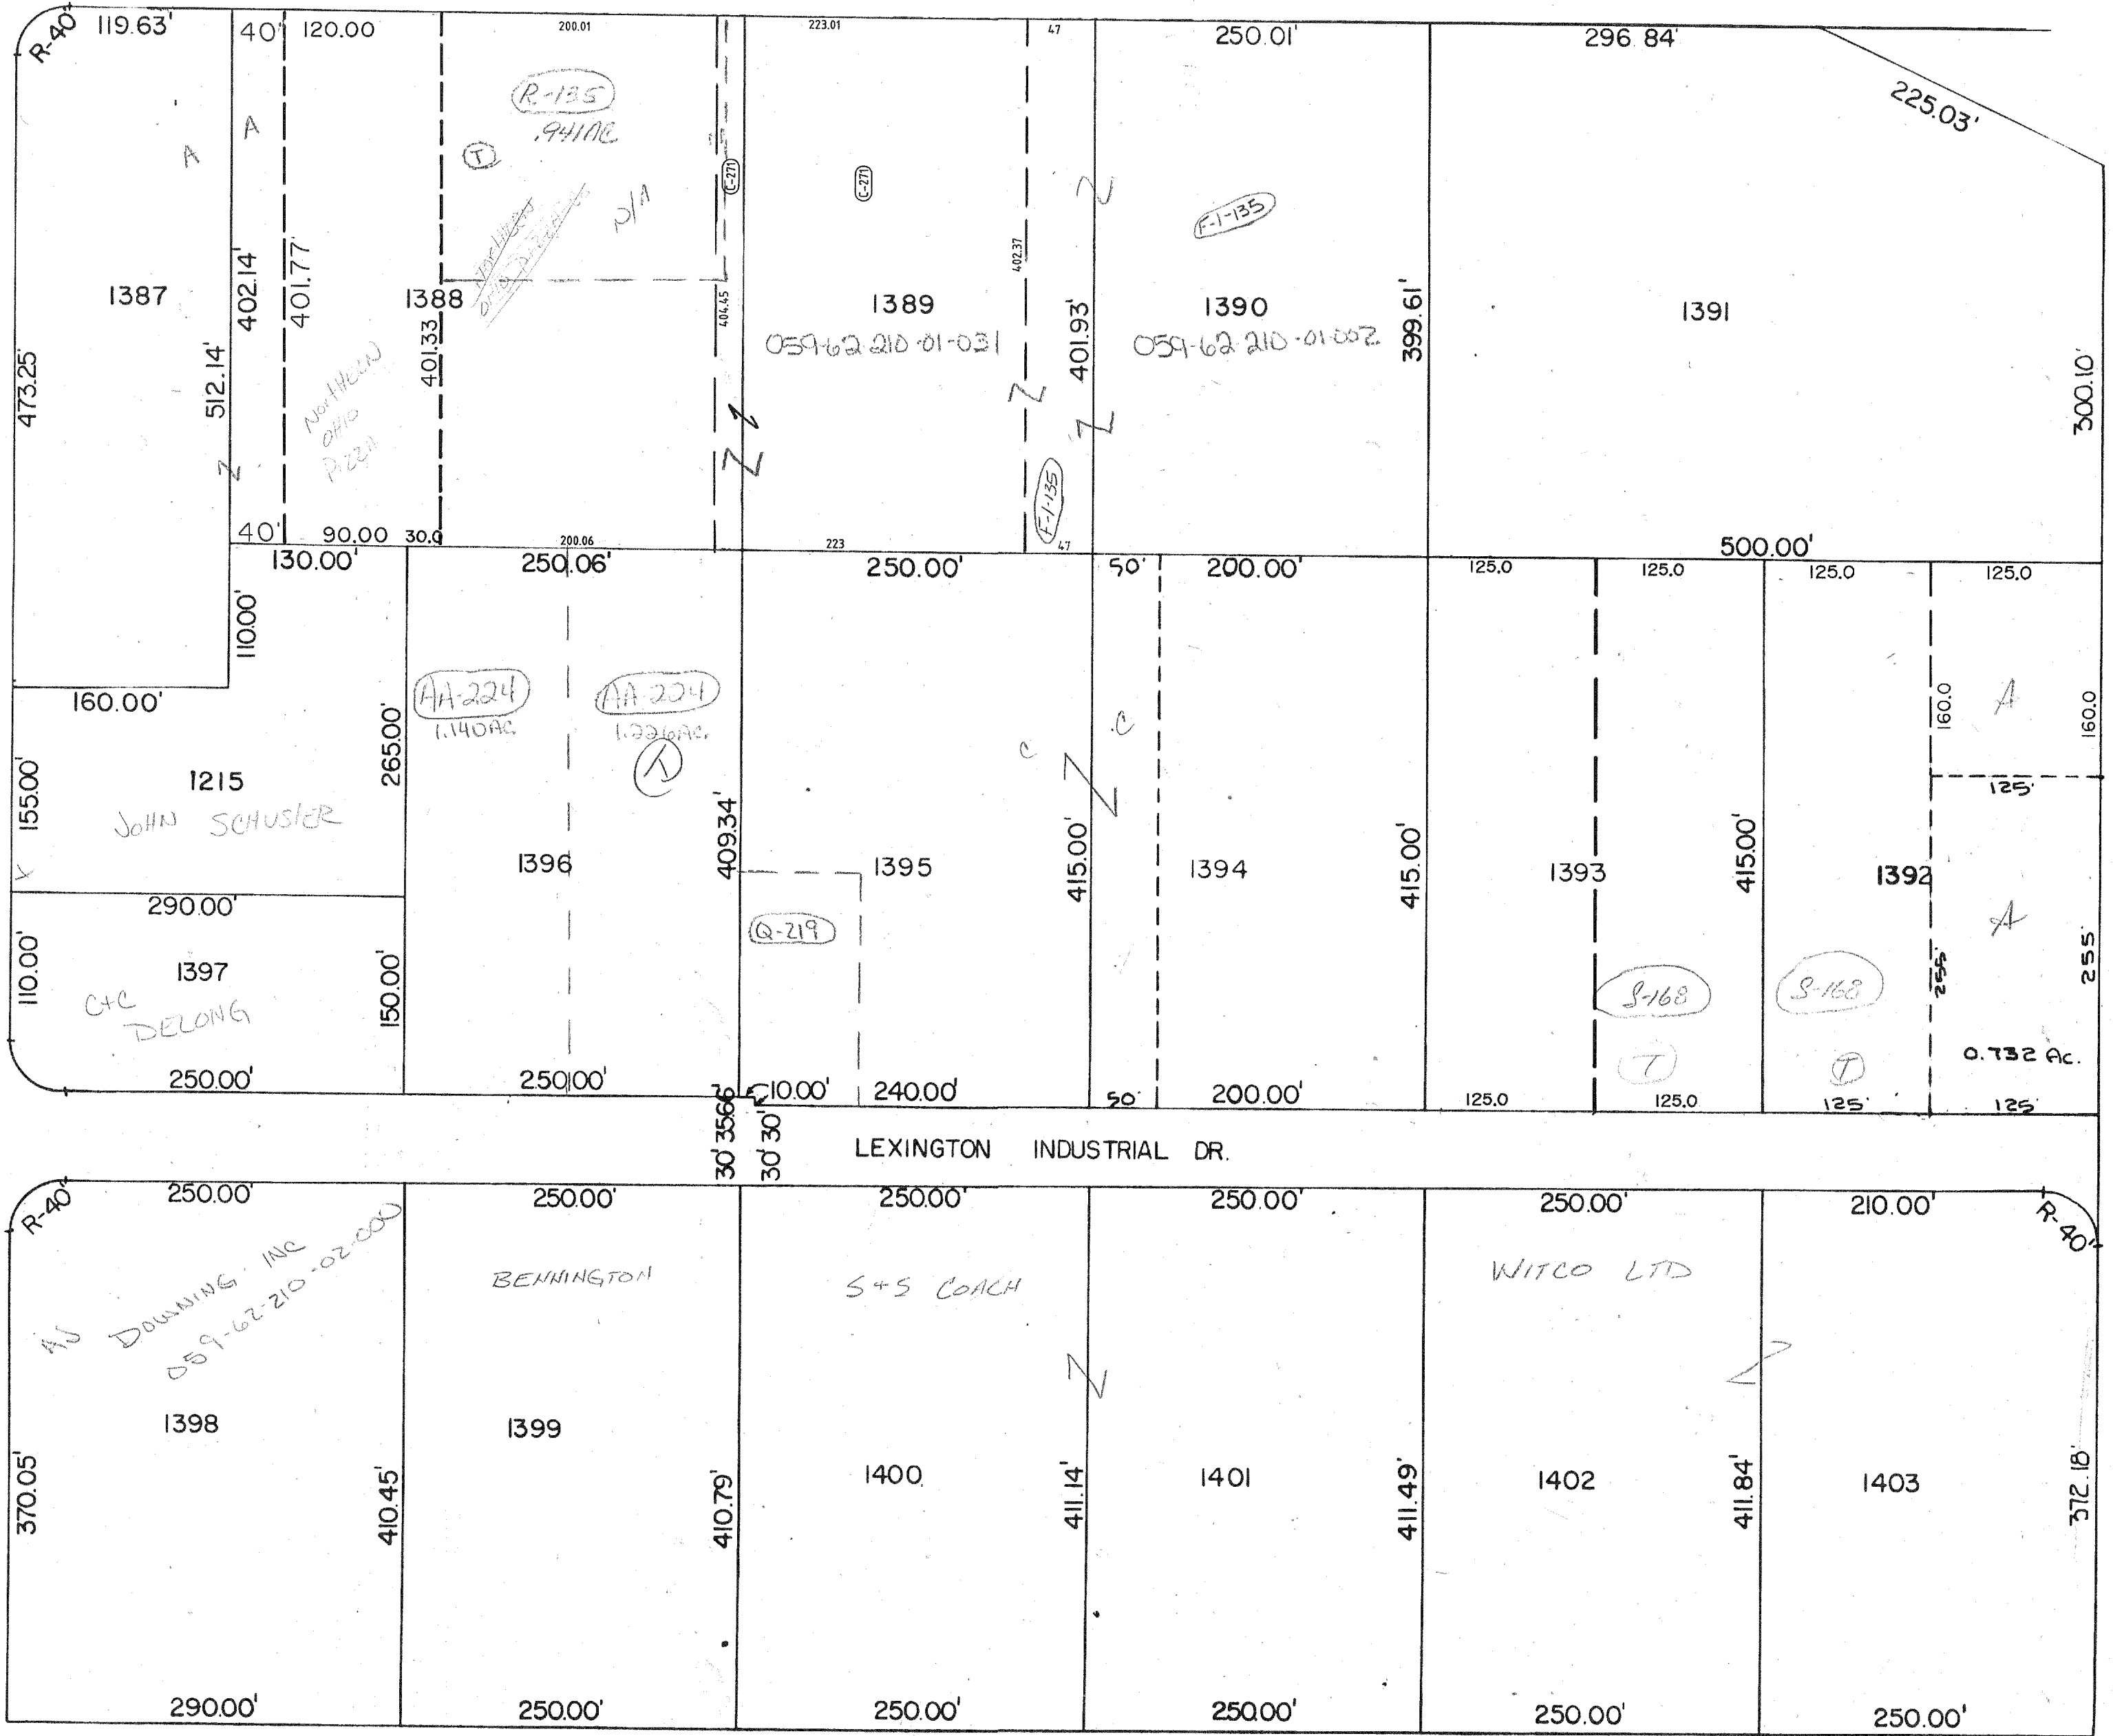 R-40' 119.63' 40' 120.00 200.01 223.01 47 250.01' 296.84'
225.03'
R-135
.941 AC.
A A T C-271 C-271
N/A
F-1-135
402.37
473.25' 1387 512.14' 402.14' 401.77' 1388 401.33 404.45 1389 401.93' 1390 399.61' 1391 300.10'
059-62-210-01-031 059-62-210-01-002
NORTHERN
OHIO
PIZZA
Z Z Z Z Z Z Z
F-1-135
40' 90.00 30.0 200.06 223 47 500.00'
130.00' 250.06' 250.00' 50' 200.00' 125.0 125.0 125.0 125.0
110.00'
160.00' AA-224 AA-224 160.0 A 160.0
1.140 AC. 1.226 AC.
T C C
155.00' 1215 265.00' Z 125'
JOHN SCHUSTER
409.34' 415.00' 415.00' 415.00'
1396 1395 1394 1393 1392
290.00' Q-219 A
110.00' 1397 150.00' 255' 255'
C+C
DELONG
S-168 S-168
T T 0.732 Ac.
250.00' 250.00' 10.00' 240.00' 50' 200.00' 125.0 125.0 125' 125'
30' 35.66'
30' 30'
LEXINGTON INDUSTRIAL DR.
R-40' 250.00' 250.00' 250.00' 250.00' 250.00' 210.00' R-40'
AJ DOWNING INC
059-62-210-02-000
BENNINGTON S+S COACH WITCO LTD
Z Z
1398 1399 1400 1401 1402 1403
370.05' 410.45' 410.79' 411.14' 411.49' 411.84' 372.18'
290.00' 250.00' 250.00' 250.00' 250.00' 250.00'